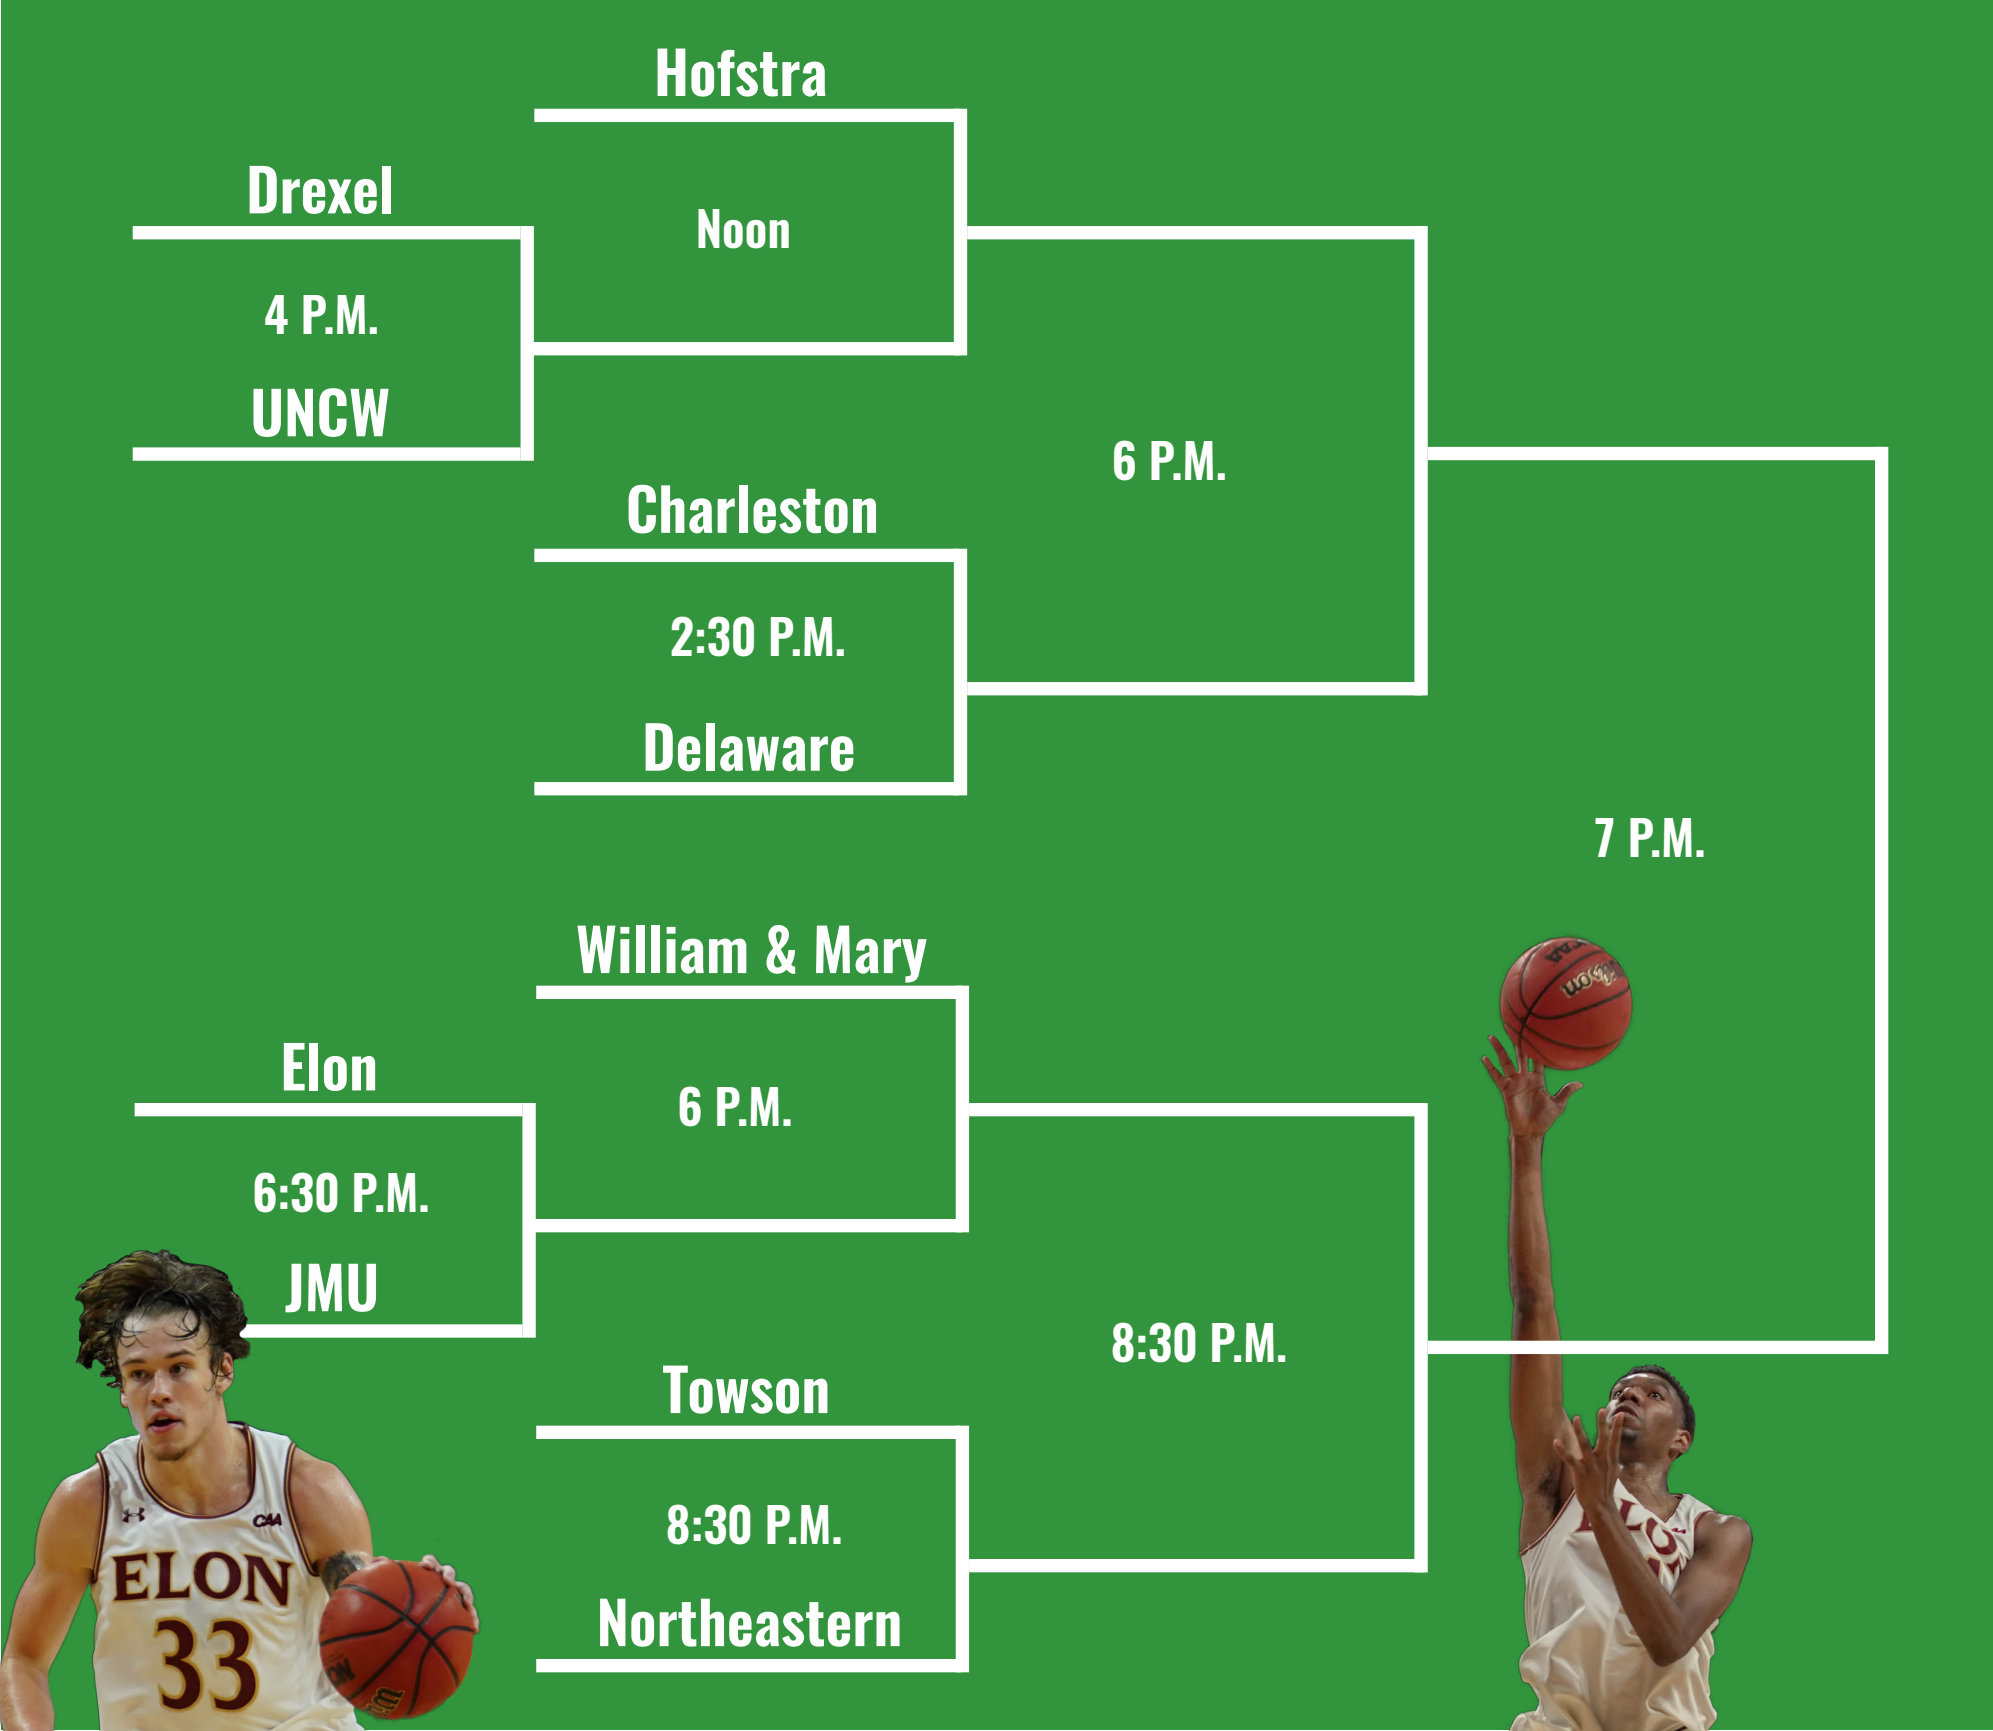 Hofstra
Drexel
Noon
4 P.M.
UNCW
6 P.M.
Charleston
2:30 P.M.
Delaware
7 P.M.
William & Mary
Elon
6 P.M.
6:30 P.M.
JMU
8:30 P.M.
Towson
8:30 P.M.
Northeastern
CAA
ELON
33